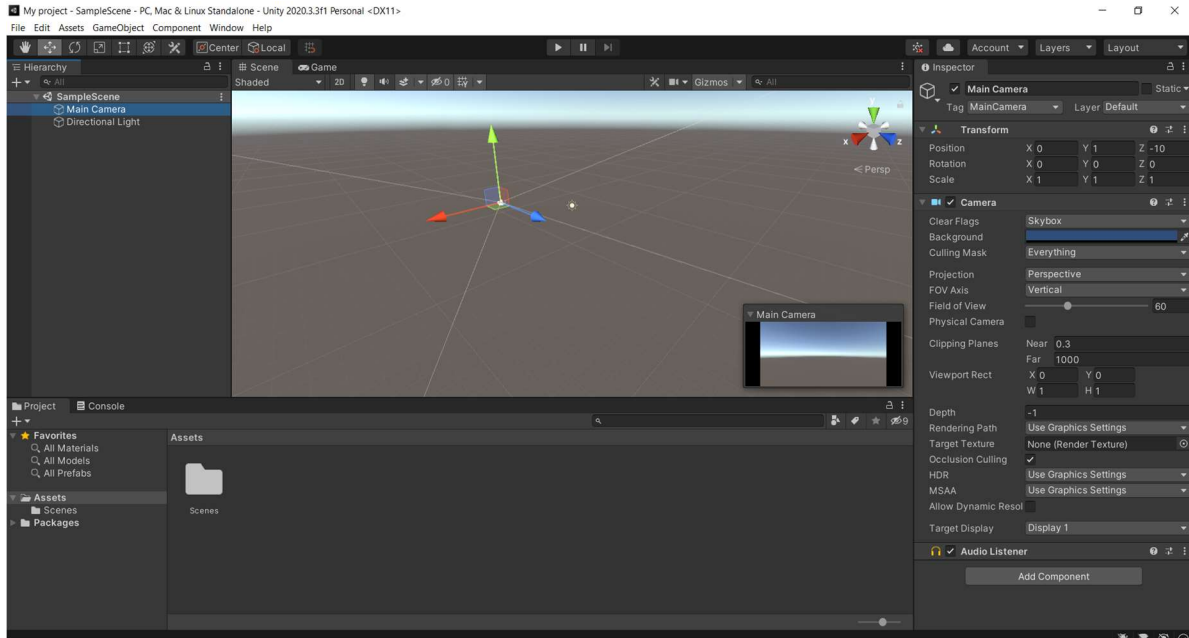 My project - SampleScene - PC, Mac & Linux Standalone - Unity 2020.3.3f1 Personal <DX11>
File Edit Assets GameObject Component Window Help
Center Local Account Layers Layout
Hierarchy
All
SampleScene
Main Camera
Directional Light
Scene Game
Shaded 2D 0 Gizmos All
y
x z
Persp
Main Camera
Inspector
Main Camera Static
Tag MainCamera Layer Default
Transform
Position X 0 Y 1 Z -10
Rotation X 0 Y 0 Z 0
Scale X 1 Y 1 Z 1
Camera
Clear Flags Skybox
Background
Culling Mask Everything
Projection Perspective
FOV Axis Vertical
Field of View 60
Physical Camera
Clipping Planes Near 0.3
Far 1000
Viewport Rect X 0 Y 0
W 1 H 1
Depth -1
Rendering Path Use Graphics Settings
Target Texture None (Render Texture)
Occlusion Culling
HDR Use Graphics Settings
MSAA Use Graphics Settings
Allow Dynamic Resol
Target Display Display 1
Audio Listener
Add Component
Project Console
9
Favorites
All Materials
All Models
All Prefabs
Assets
Scenes
Packages
Assets
Scenes